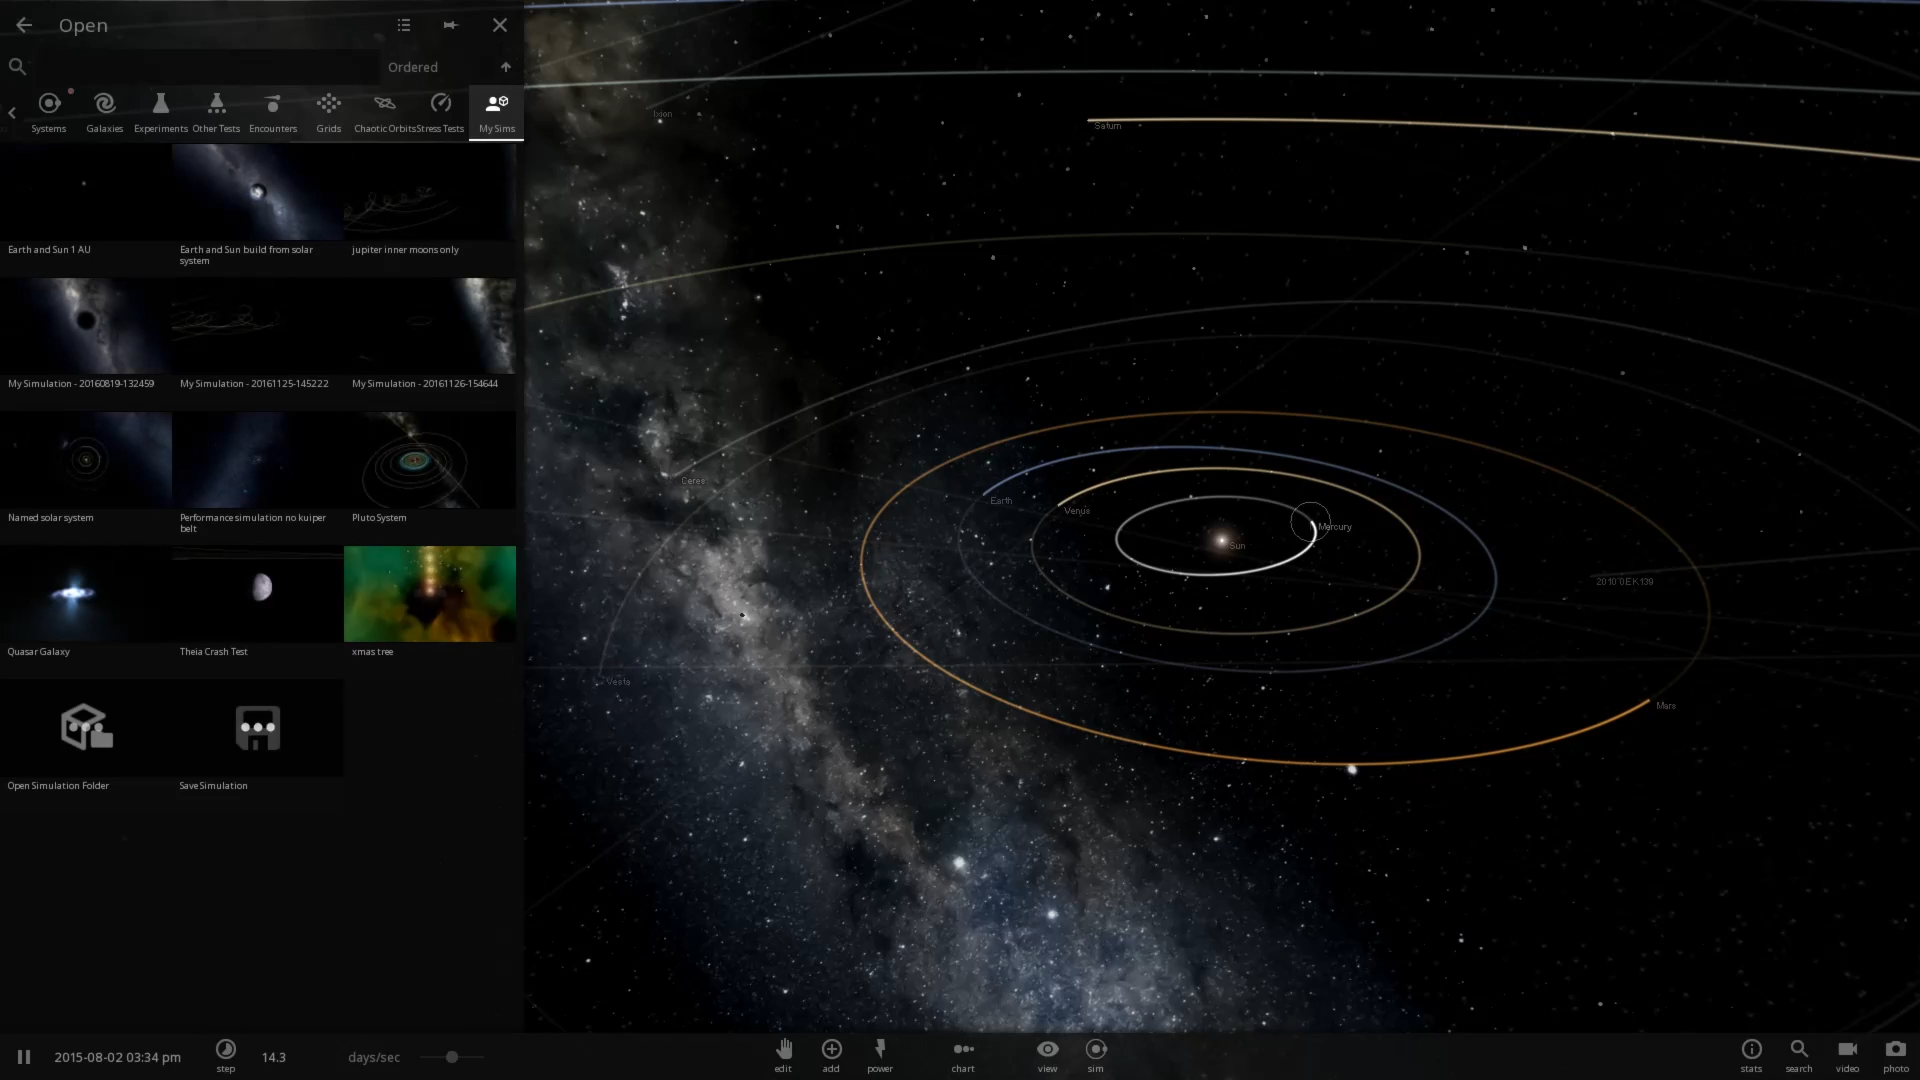 Open
Ordered
Systems
Galaxies
Experiments
Other Tests
Encounters
Grids
Chaotic Orbits
Stress Tests
My Sims
Earth and Sun 1 AU
Earth and Sun build from solar
system
jupiter inner moons only
My Simulation - 20160819-132459
My Simulation - 20161125-145222
My Simulation - 20161126-154644
Named solar system
Performance simulation no kuiper
belt
Pluto System
Quasar Galaxy
Theia Crash Test
xmas tree
Open Simulation Folder
Save Simulation
Ixion
Saturn
Ceres
Earth
Venus
Mercury
Sun
2010 EK139
Vesta
Mars
2015-08-02 03:34 pm
step
14.3
days/sec
edit
add
power
chart
view
sim
stats
search
video
photo